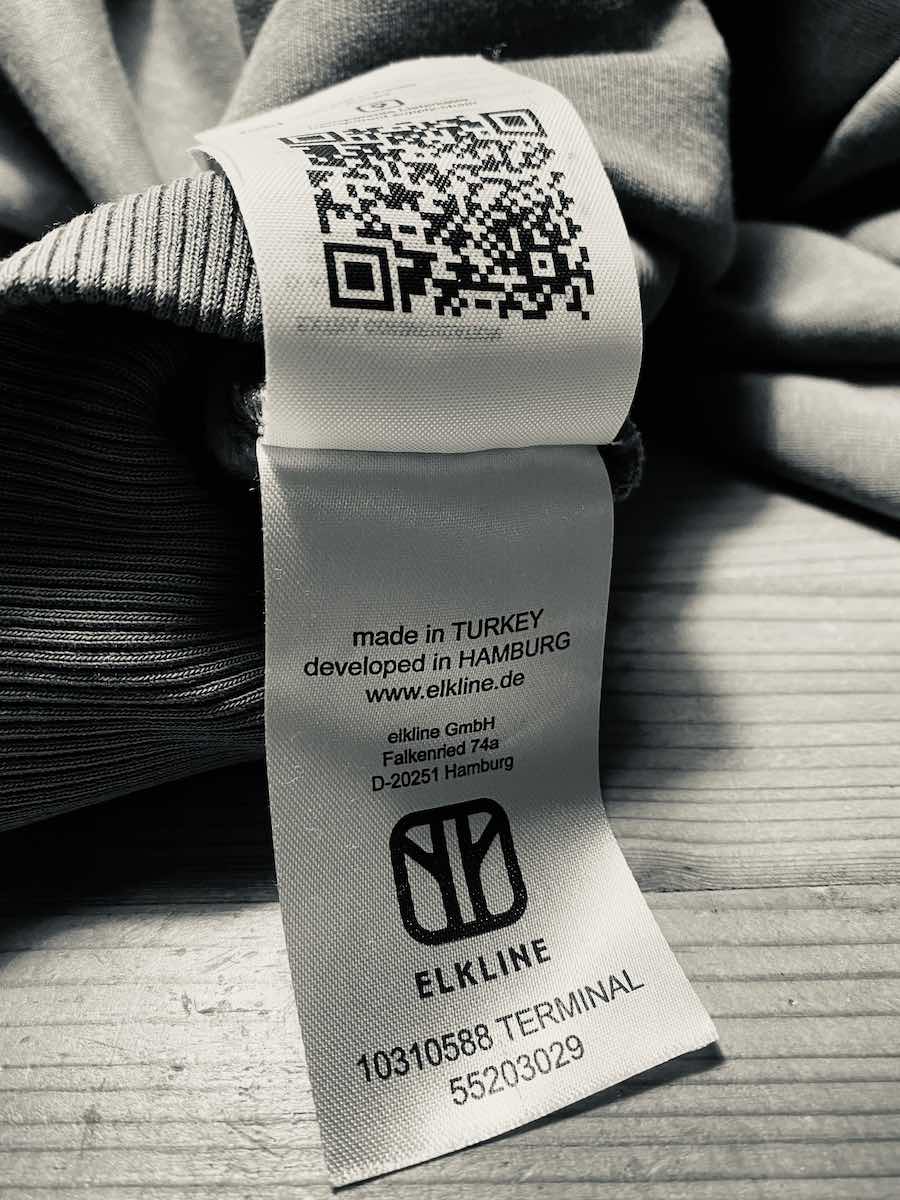 made in TURKEY
developed in HAMBURG
www.elkline.de
elkline GmbH
Falkenried 74a
D-20251 Hamburg
ELKLINE
10310588 TERMINAL
55203029